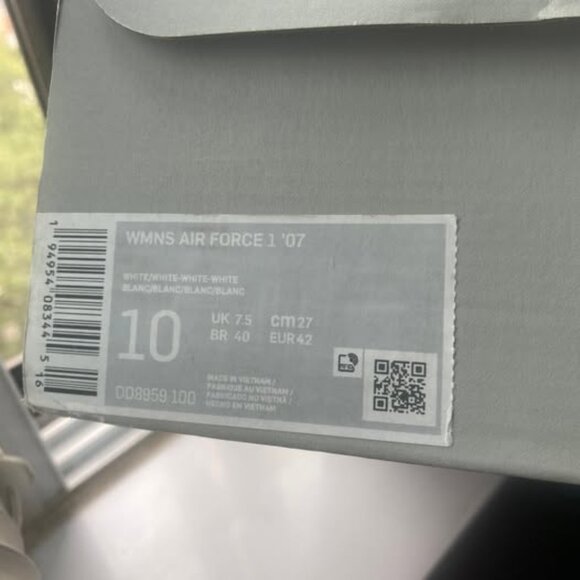 WMNS AIR FORCE 1 '07
WHITE/WHITE-WHITE-WHITE
BLANC/BLANC/BLANC/BLANC
10
UK 7.5 cm 27
BR 40 EUR 42
DD8959 100
MADE IN VIETNAM /
FABRIQUE AU VIETNAM /
FABRICADO NO VIETNÃ /
HECHO EN VIETNAM
1 94954 08344 5 16